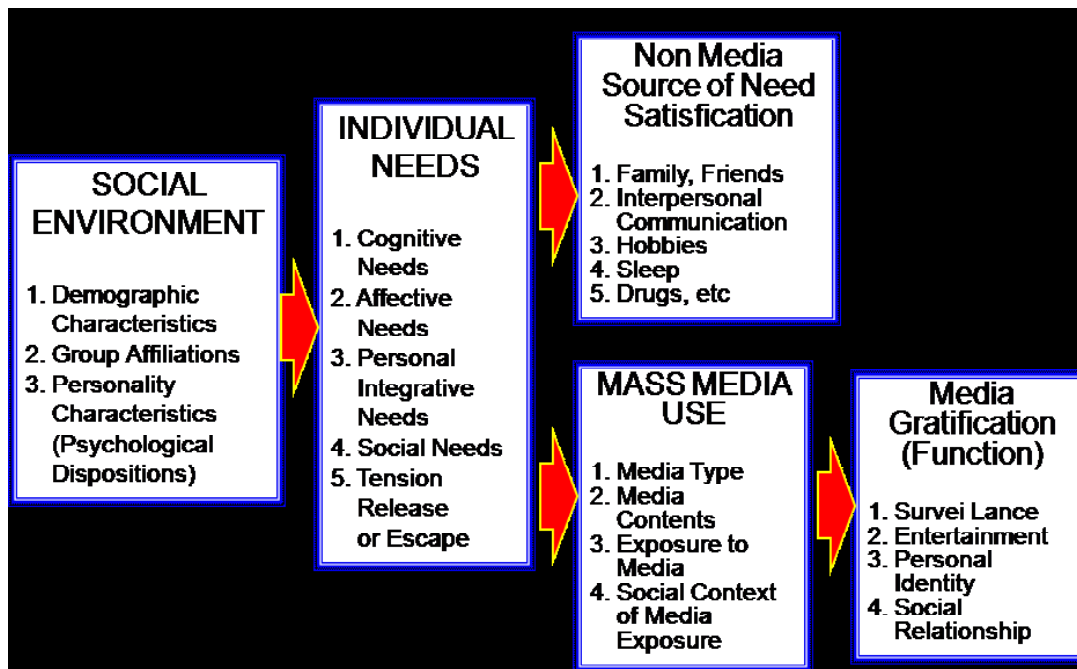 SOCIAL
ENVIRONMENT
1. Demographic
Characteristics
2. Group Affiliations
3. Personality
Characteristics
(Psychological
Dispositions)
INDIVIDUAL
NEEDS
1. Cognitive
Needs
2. Affective
Needs
3. Personal
Integrative
Needs
4. Social Needs
5. Tension
Release
or Escape
Non Media
Source of Need
Satisfication
1. Family, Friends
2. Interpersonal
Communication
3. Hobbies
4. Sleep
5. Drugs, etc
MASS MEDIA
USE
1. Media Type
2. Media
Contents
3. Exposure to
Media
4. Social Context
of Media
Exposure
Media
Gratification
(Function)
1. Survei Lance
2. Entertainment
3. Personal
Identity
4. Social
Relationship